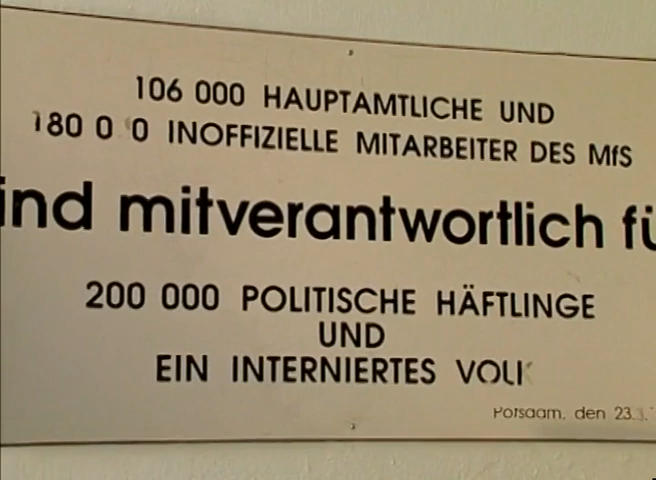 106 000 HAUPTAMTLICHE UND
180 0 0 INOFFIZIELLE MITARBEITER DES MfS
ind mitverantwortlich fü
200 000 POLITISCHE HÄFTLINGE
UND
EIN INTERNIERTES VOLK
Potsdam, den 23.